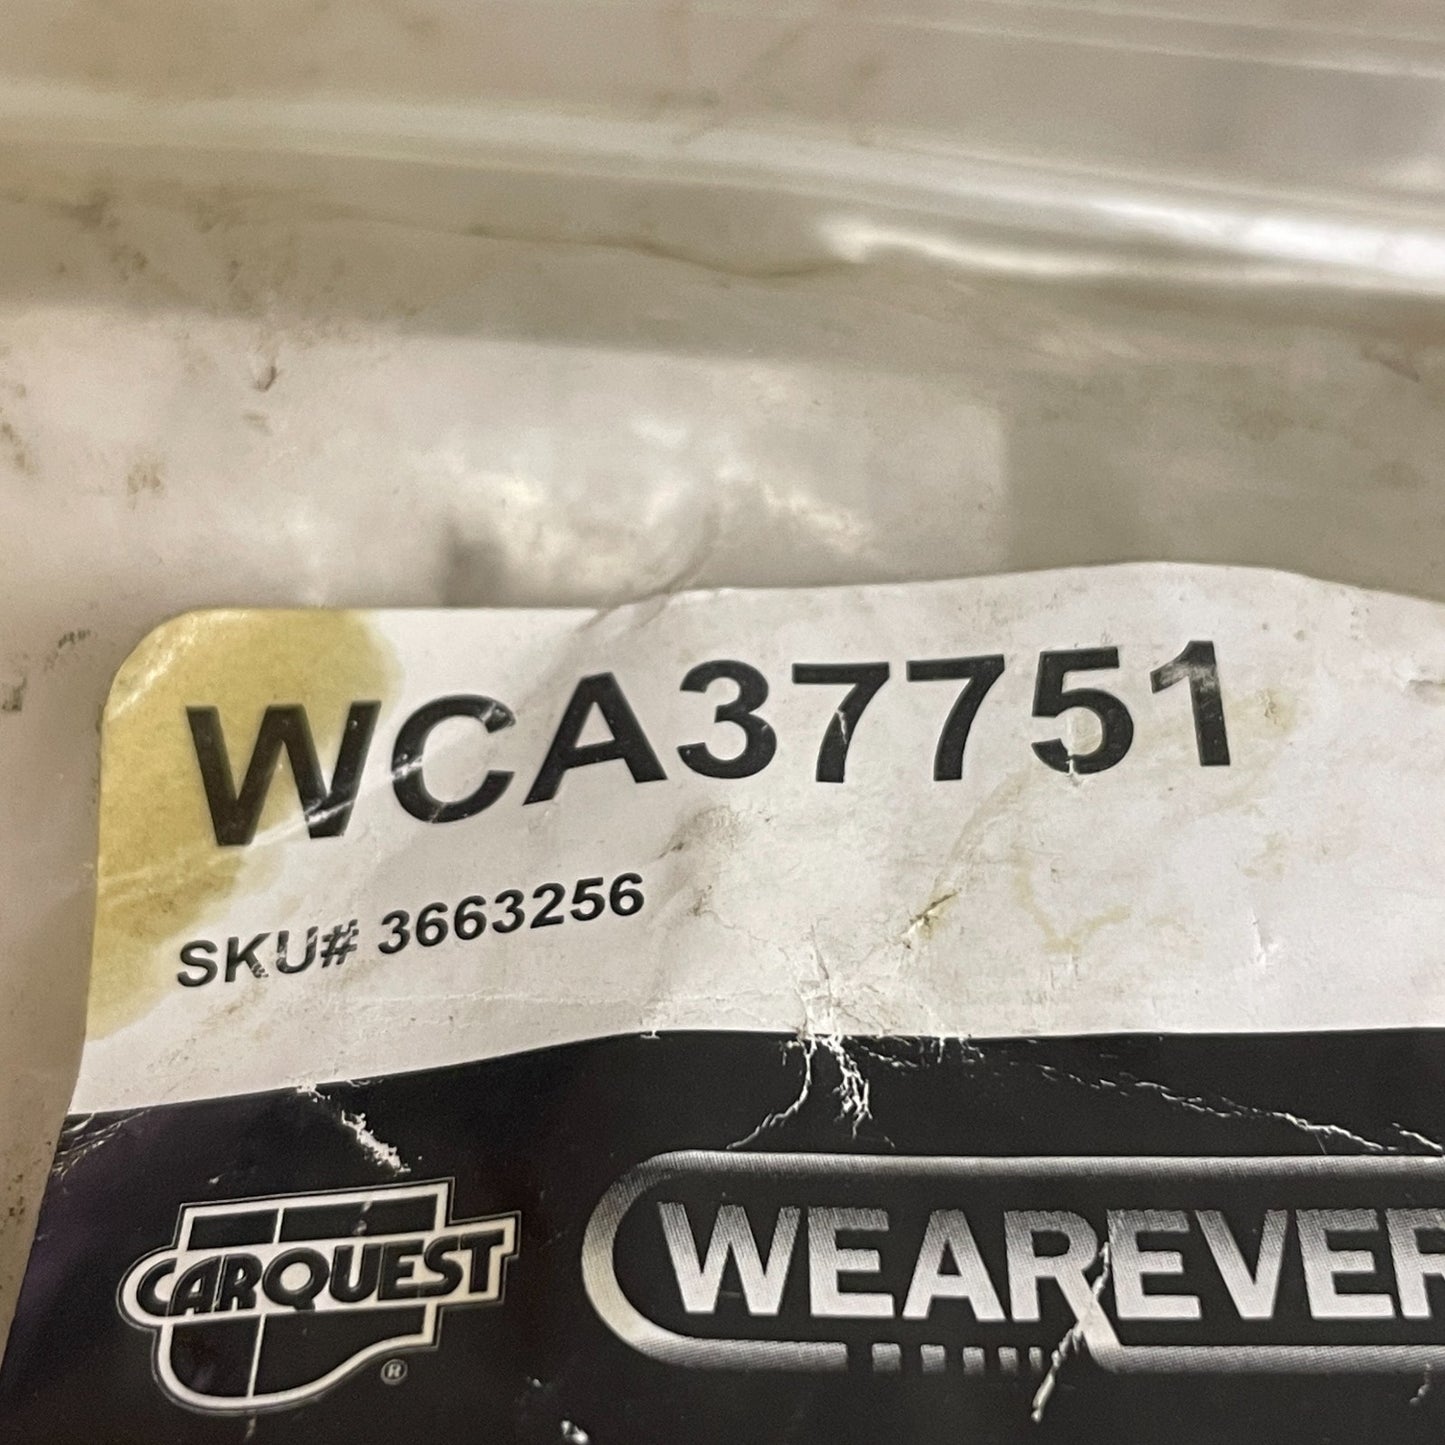 WCA37751
SKU# 3663256
CARQUEST ®
WEAREVER